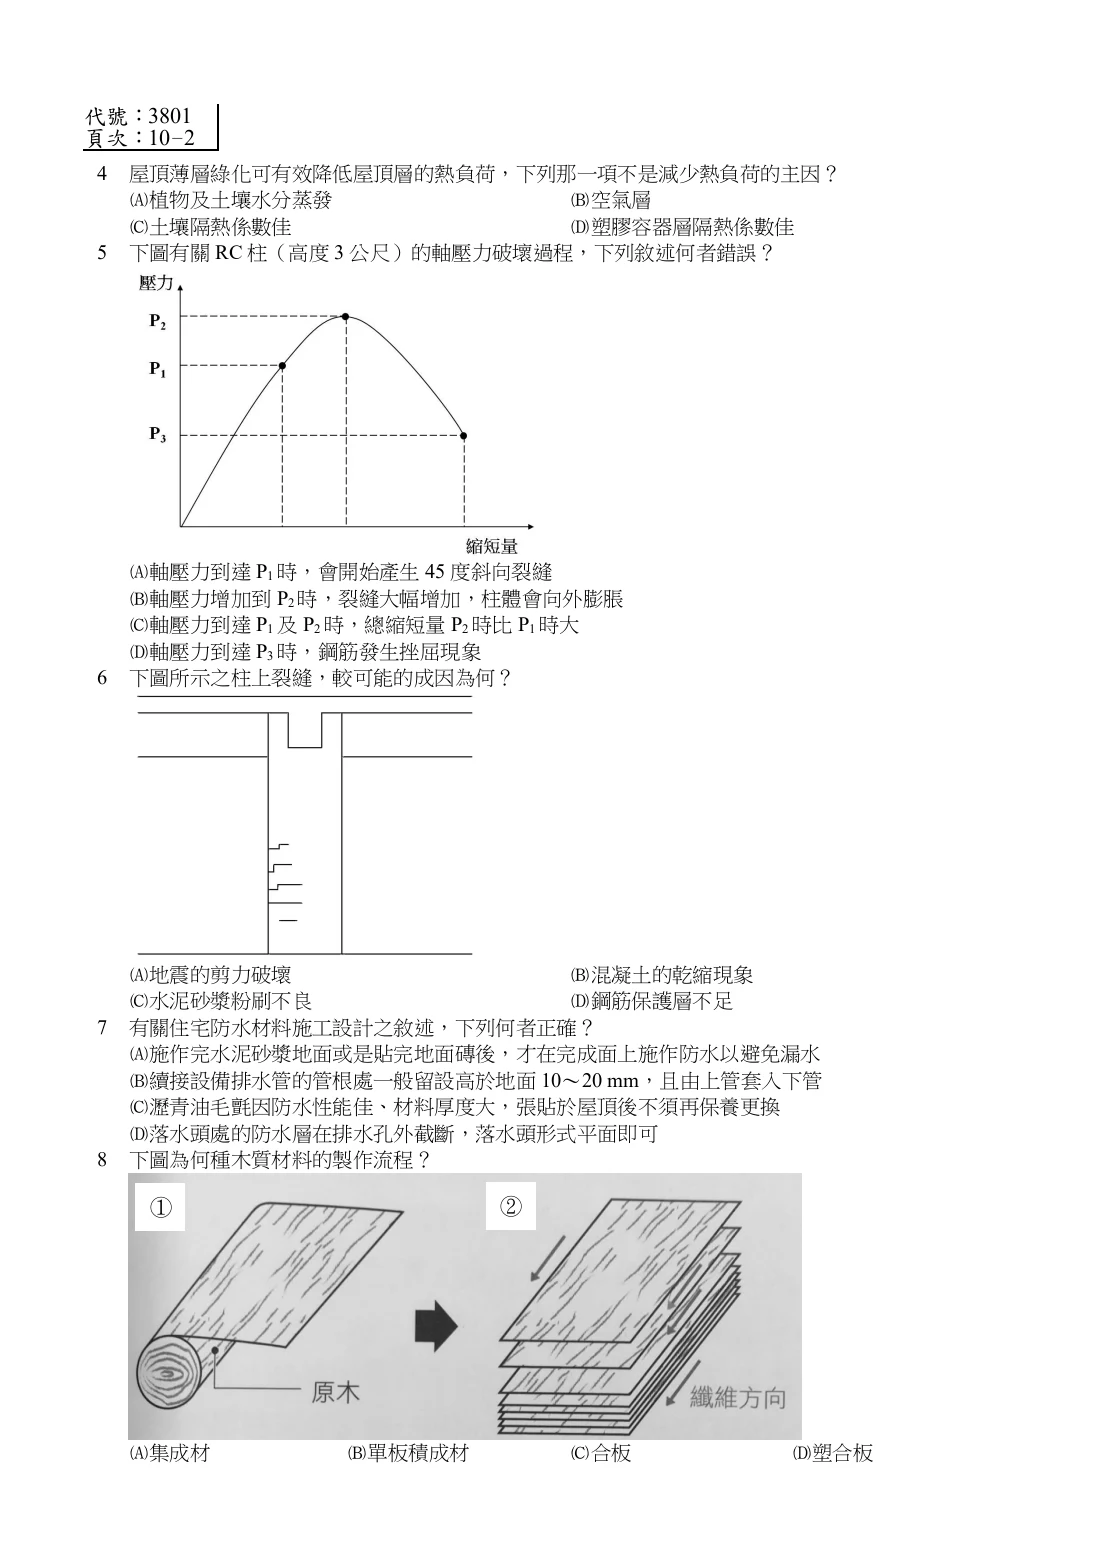 代號：3801
頁次：10－2
4 屋頂薄層綠化可有效降低屋頂層的熱負荷，下列那一項不是減少熱負荷的主因？
(A)植物及土壤水分蒸發 (B)空氣層
(C)土壤隔熱係數佳 (D)塑膠容器層隔熱係數佳
5 下圖有關 RC 柱（高度 3 公尺）的軸壓力破壞過程，下列敘述何者錯誤？
壓力
P2
P1
P3
縮短量
(A)軸壓力到達 P1 時，會開始產生 45 度斜向裂縫
(B)軸壓力增加到 P2 時，裂縫大幅增加，柱體會向外膨脹
(C)軸壓力到達 P1 及 P2 時，總縮短量 P2 時比 P1 時大
(D)軸壓力到達 P3 時，鋼筋發生挫屈現象
6 下圖所示之柱上裂縫，較可能的成因為何？
(A)地震的剪力破壞 (B)混凝土的乾縮現象
(C)水泥砂漿粉刷不良 (D)鋼筋保護層不足
7 有關住宅防水材料施工設計之敘述，下列何者正確？
(A)施作完水泥砂漿地面或是貼完地面磚後，才在完成面上施作防水以避免漏水
(B)續接設備排水管的管根處一般留設高於地面 10～20 mm，且由上管套入下管
(C)瀝青油毛氈因防水性能佳、材料厚度大，張貼於屋頂後不須再保養更換
(D)落水頭處的防水層在排水孔外截斷，落水頭形式平面即可
8 下圖為何種木質材料的製作流程？
① ②
原木
纖維方向
(A)集成材 (B)單板積成材 (C)合板 (D)塑合板